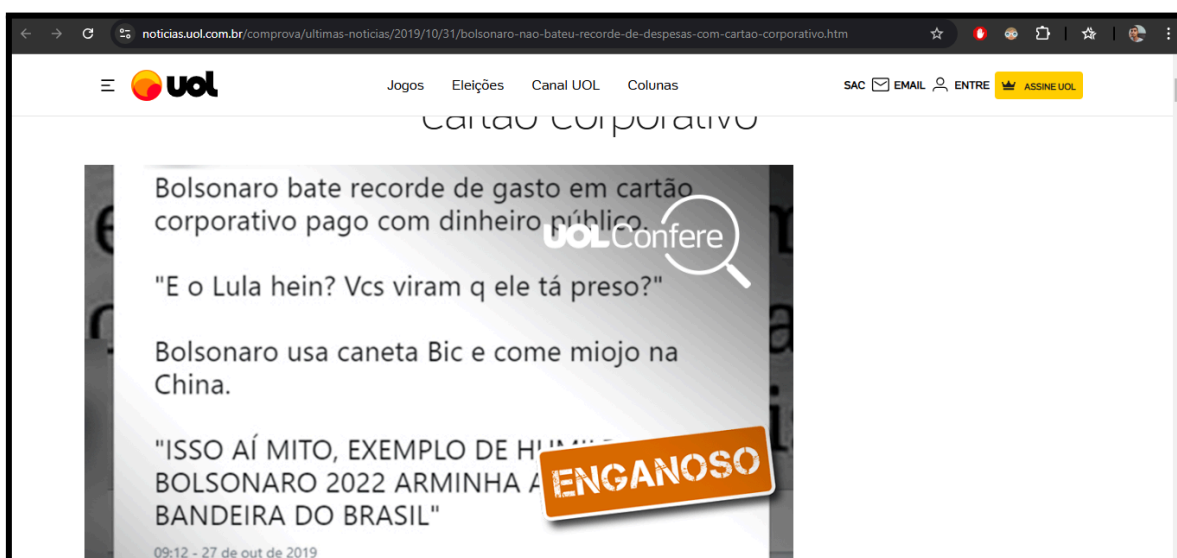 noticias.uol.com.br/comprova/ultimas-noticias/2019/10/31/bolsonaro-nao-bateu-recorde-de-despesas-com-cartao-corporativo.htm
uol Jogos Eleições Canal UOL Colunas SAC EMAIL ENTRE ASSINE UOL
cartão corporativo
Bolsonaro bate recorde de gasto em cartão
corporativo pago com dinheiro público.
UOL Confere
"E o Lula hein? Vcs viram q ele tá preso?"
Bolsonaro usa caneta Bic e come miojo na
China.
"ISSO AÍ MITO, EXEMPLO DE
BOLSONARO 2022 ARMINHA
BANDEIRA DO BRASIL"
ENGANOSO
09:12 - 27 de out de 2019